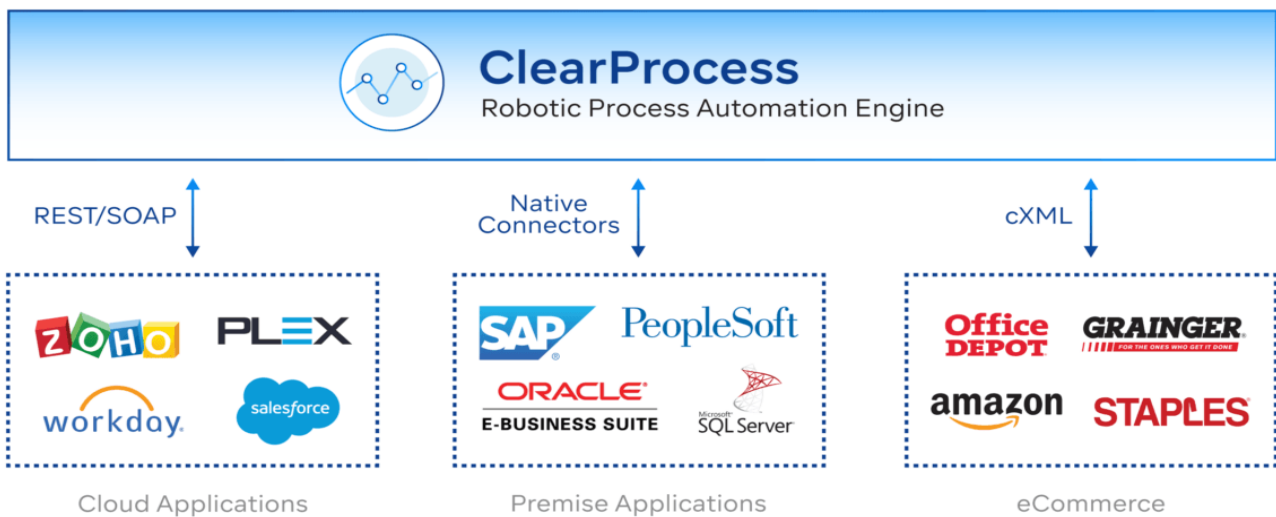 ClearProcess
Robotic Process Automation Engine
REST/SOAP
Native
Connectors
cXML
ZOHO
PLEX
workday.
salesforce
SAP®
PeopleSoft
ORACLE®
E-BUSINESS SUITE
Microsoft®
SQL Server®
Office
DEPOT
GRAINGER®
FOR THE ONES WHO GET IT DONE
amazon
STAPLES®
Cloud Applications
Premise Applications
eCommerce